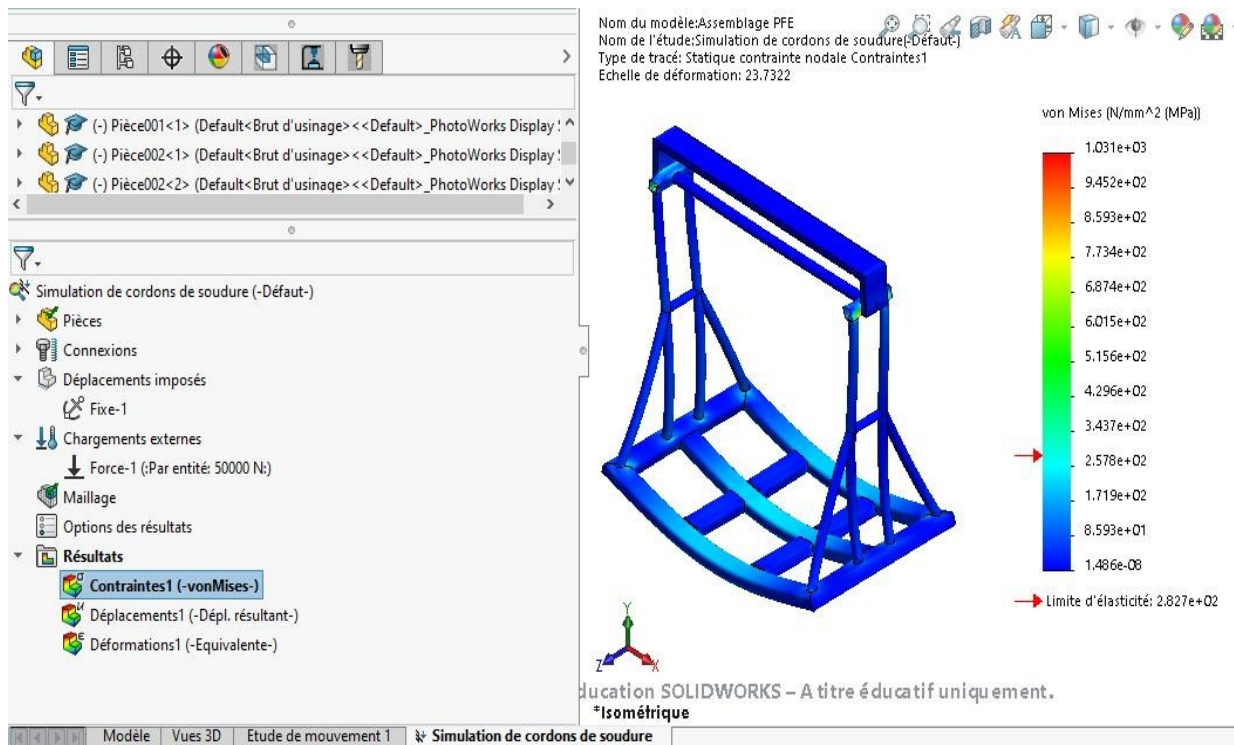 (-) Pièce001<1> (Default<Brut d'usinage><<Default>_PhotoWorks Display
(-) Pièce002<1> (Default<Brut d'usinage><<Default>_PhotoWorks Display
(-) Pièce002<2> (Default<Brut d'usinage><<Default>_PhotoWorks Display
Simulation de cordons de soudure (-Défaut-)
Pièces
Connexions
Déplacements imposés
Fixe-1
Chargements externes
Force-1 (:Par entité: 50000 N:)
Maillage
Options des résultats
Résultats
Contraintes1 (-vonMises-)
Déplacements1 (-Dépl. résultant-)
Déformations1 (-Equivalente-)
Nom du modèle:Assemblage PFE
Nom de l'étude:Simulation de cordons de soudure(-Défaut-)
Type de tracé: Statique contrainte nodale Contraintes1
Echelle de déformation: 23.7322
von Mises (N/mm^2 (MPa))
1.031e+03
9.452e+02
8.593e+02
7.734e+02
6.874e+02
6.015e+02
5.156e+02
4.296e+02
3.437e+02
2.578e+02
1.719e+02
8.593e+01
1.486e-08
Limite d'élasticité: 2.827e+02
Y
Z
X
ducation SOLIDWORKS – A titre éducatif uniquement.
*Isométrique
Modèle
Vues 3D
Etude de mouvement 1
Simulation de cordons de soudure